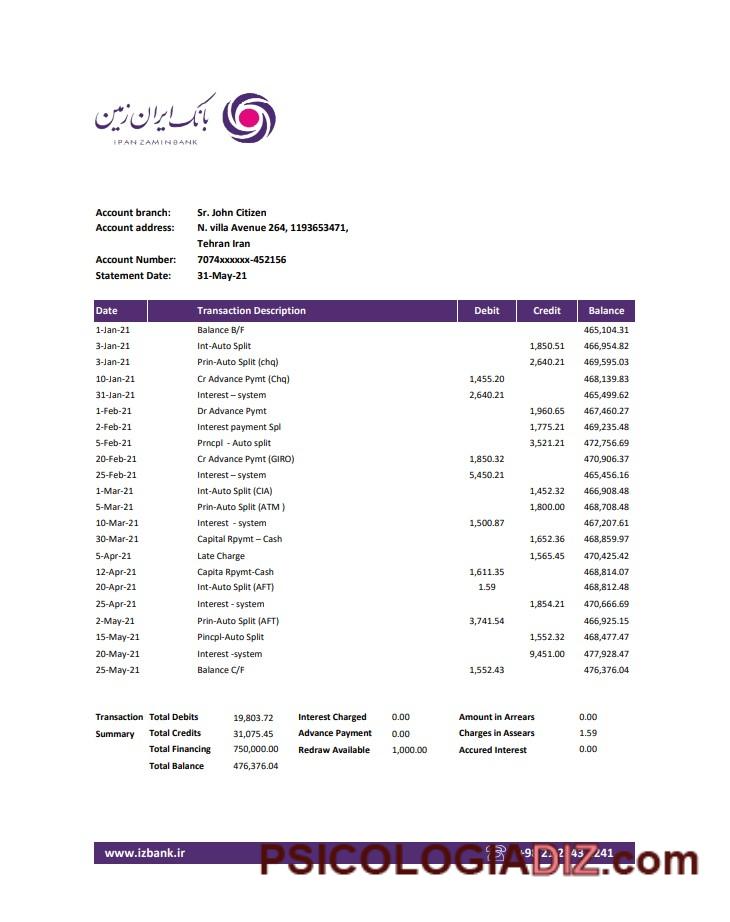 بانک ایران زمین
IRAN ZAMIN BANK
Account branch: Sr. John Citizen
Account address: N. villa Avenue 264, 1193653471,
Tehran Iran
Account Number: 7074xxxxxx-452156
Statement Date: 31-May-21
Date Transaction Description Debit Credit Balance
1-Jan-21 Balance B/F 465,104.31
3-Jan-21 Int-Auto Split 1,850.51 466,954.82
3-Jan-21 Prin-Auto Split (chq) 2,640.21 469,595.03
10-Jan-21 Cr Advance Pymt (Chq) 1,455.20 468,139.83
31-Jan-21 Interest – system 2,640.21 465,499.62
1-Feb-21 Dr Advance Pymt 1,960.65 467,460.27
2-Feb-21 Interest payment Spl 1,775.21 469,235.48
5-Feb-21 Prncpl - Auto split 3,521.21 472,756.69
20-Feb-21 Cr Advance Pymt (GIRO) 1,850.32 470,906.37
25-Feb-21 Interest – system 5,450.21 465,456.16
1-Mar-21 Int-Auto Split (CIA) 1,452.32 466,908.48
5-Mar-21 Prin-Auto Split (ATM ) 1,800.00 468,708.48
10-Mar-21 Interest - system 1,500.87 467,207.61
30-Mar-21 Capital Rpymt – Cash 1,652.36 468,859.97
5-Apr-21 Late Charge 1,565.45 470,425.42
12-Apr-21 Capita Rpymt-Cash 1,611.35 468,814.07
20-Apr-21 Int-Auto Split (AFT) 1.59 468,812.48
25-Apr-21 Interest - system 1,854.21 470,666.69
2-May-21 Prin-Auto Split (AFT) 3,741.54 466,925.15
15-May-21 Pincpl-Auto Split 1,552.32 468,477.47
20-May-21 Interest -system 9,451.00 477,928.47
25-May-21 Balance C/F 1,552.43 476,376.04
Transaction Total Debits 19,803.72 Interest Charged 0.00 Amount in Arrears 0.00
Summary Total Credits 31,075.45 Advance Payment 0.00 Charges in Assears 1.59
Total Financing 750,000.00 Redraw Available 1,000.00 Accured Interest 0.00
Total Balance 476,376.04
www.izbank.ir
PSICOLOGIADIZ.com